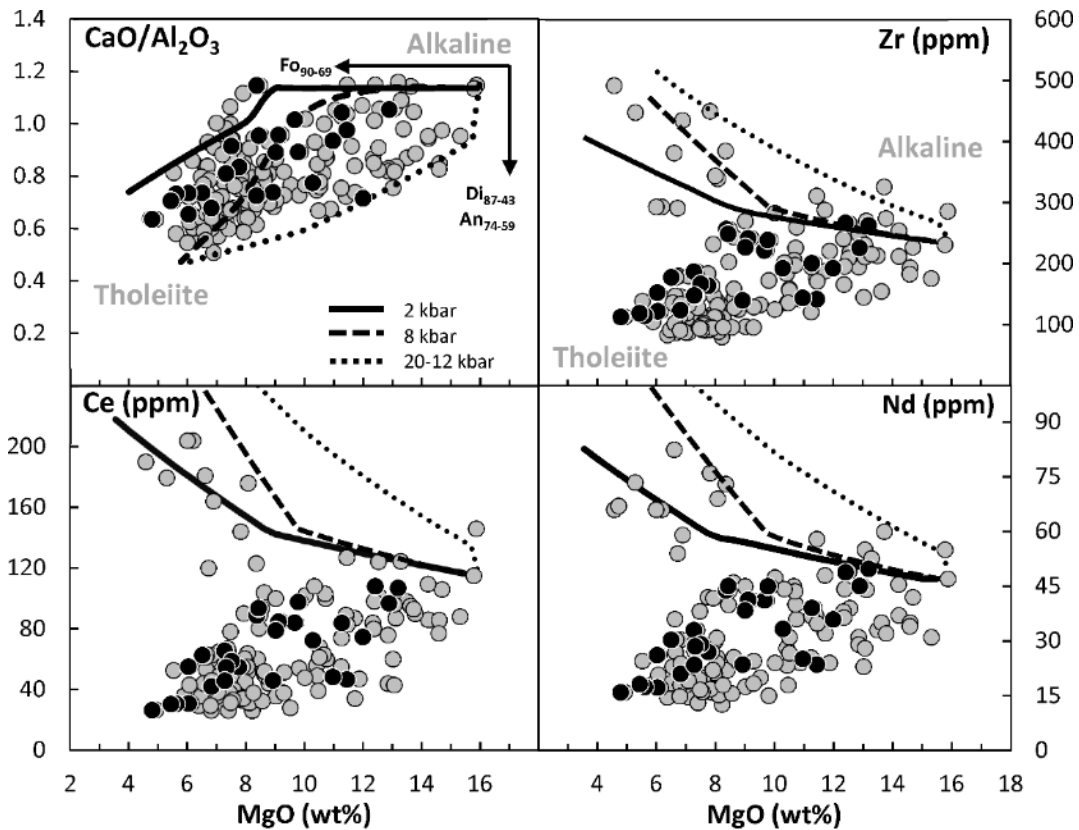 CaO/Al₂O₃
Alkaline
Fo₉₀₋₆₉
Di₈₇₋₄₃
An₇₄₋₅₉
Tholeiite
2 kbar
8 kbar
20-12 kbar
1.4
1.2
1.0
0.8
0.6
0.4
0.2
Zr (ppm)
Alkaline
Tholeiite
600
500
400
300
200
100
Ce (ppm)
200
160
120
80
40
0
2 4 6 8 10 12 14 16
MgO (wt%)
Nd (ppm)
90
75
60
45
30
15
0
4 6 8 10 12 14 16 18
MgO (wt%)